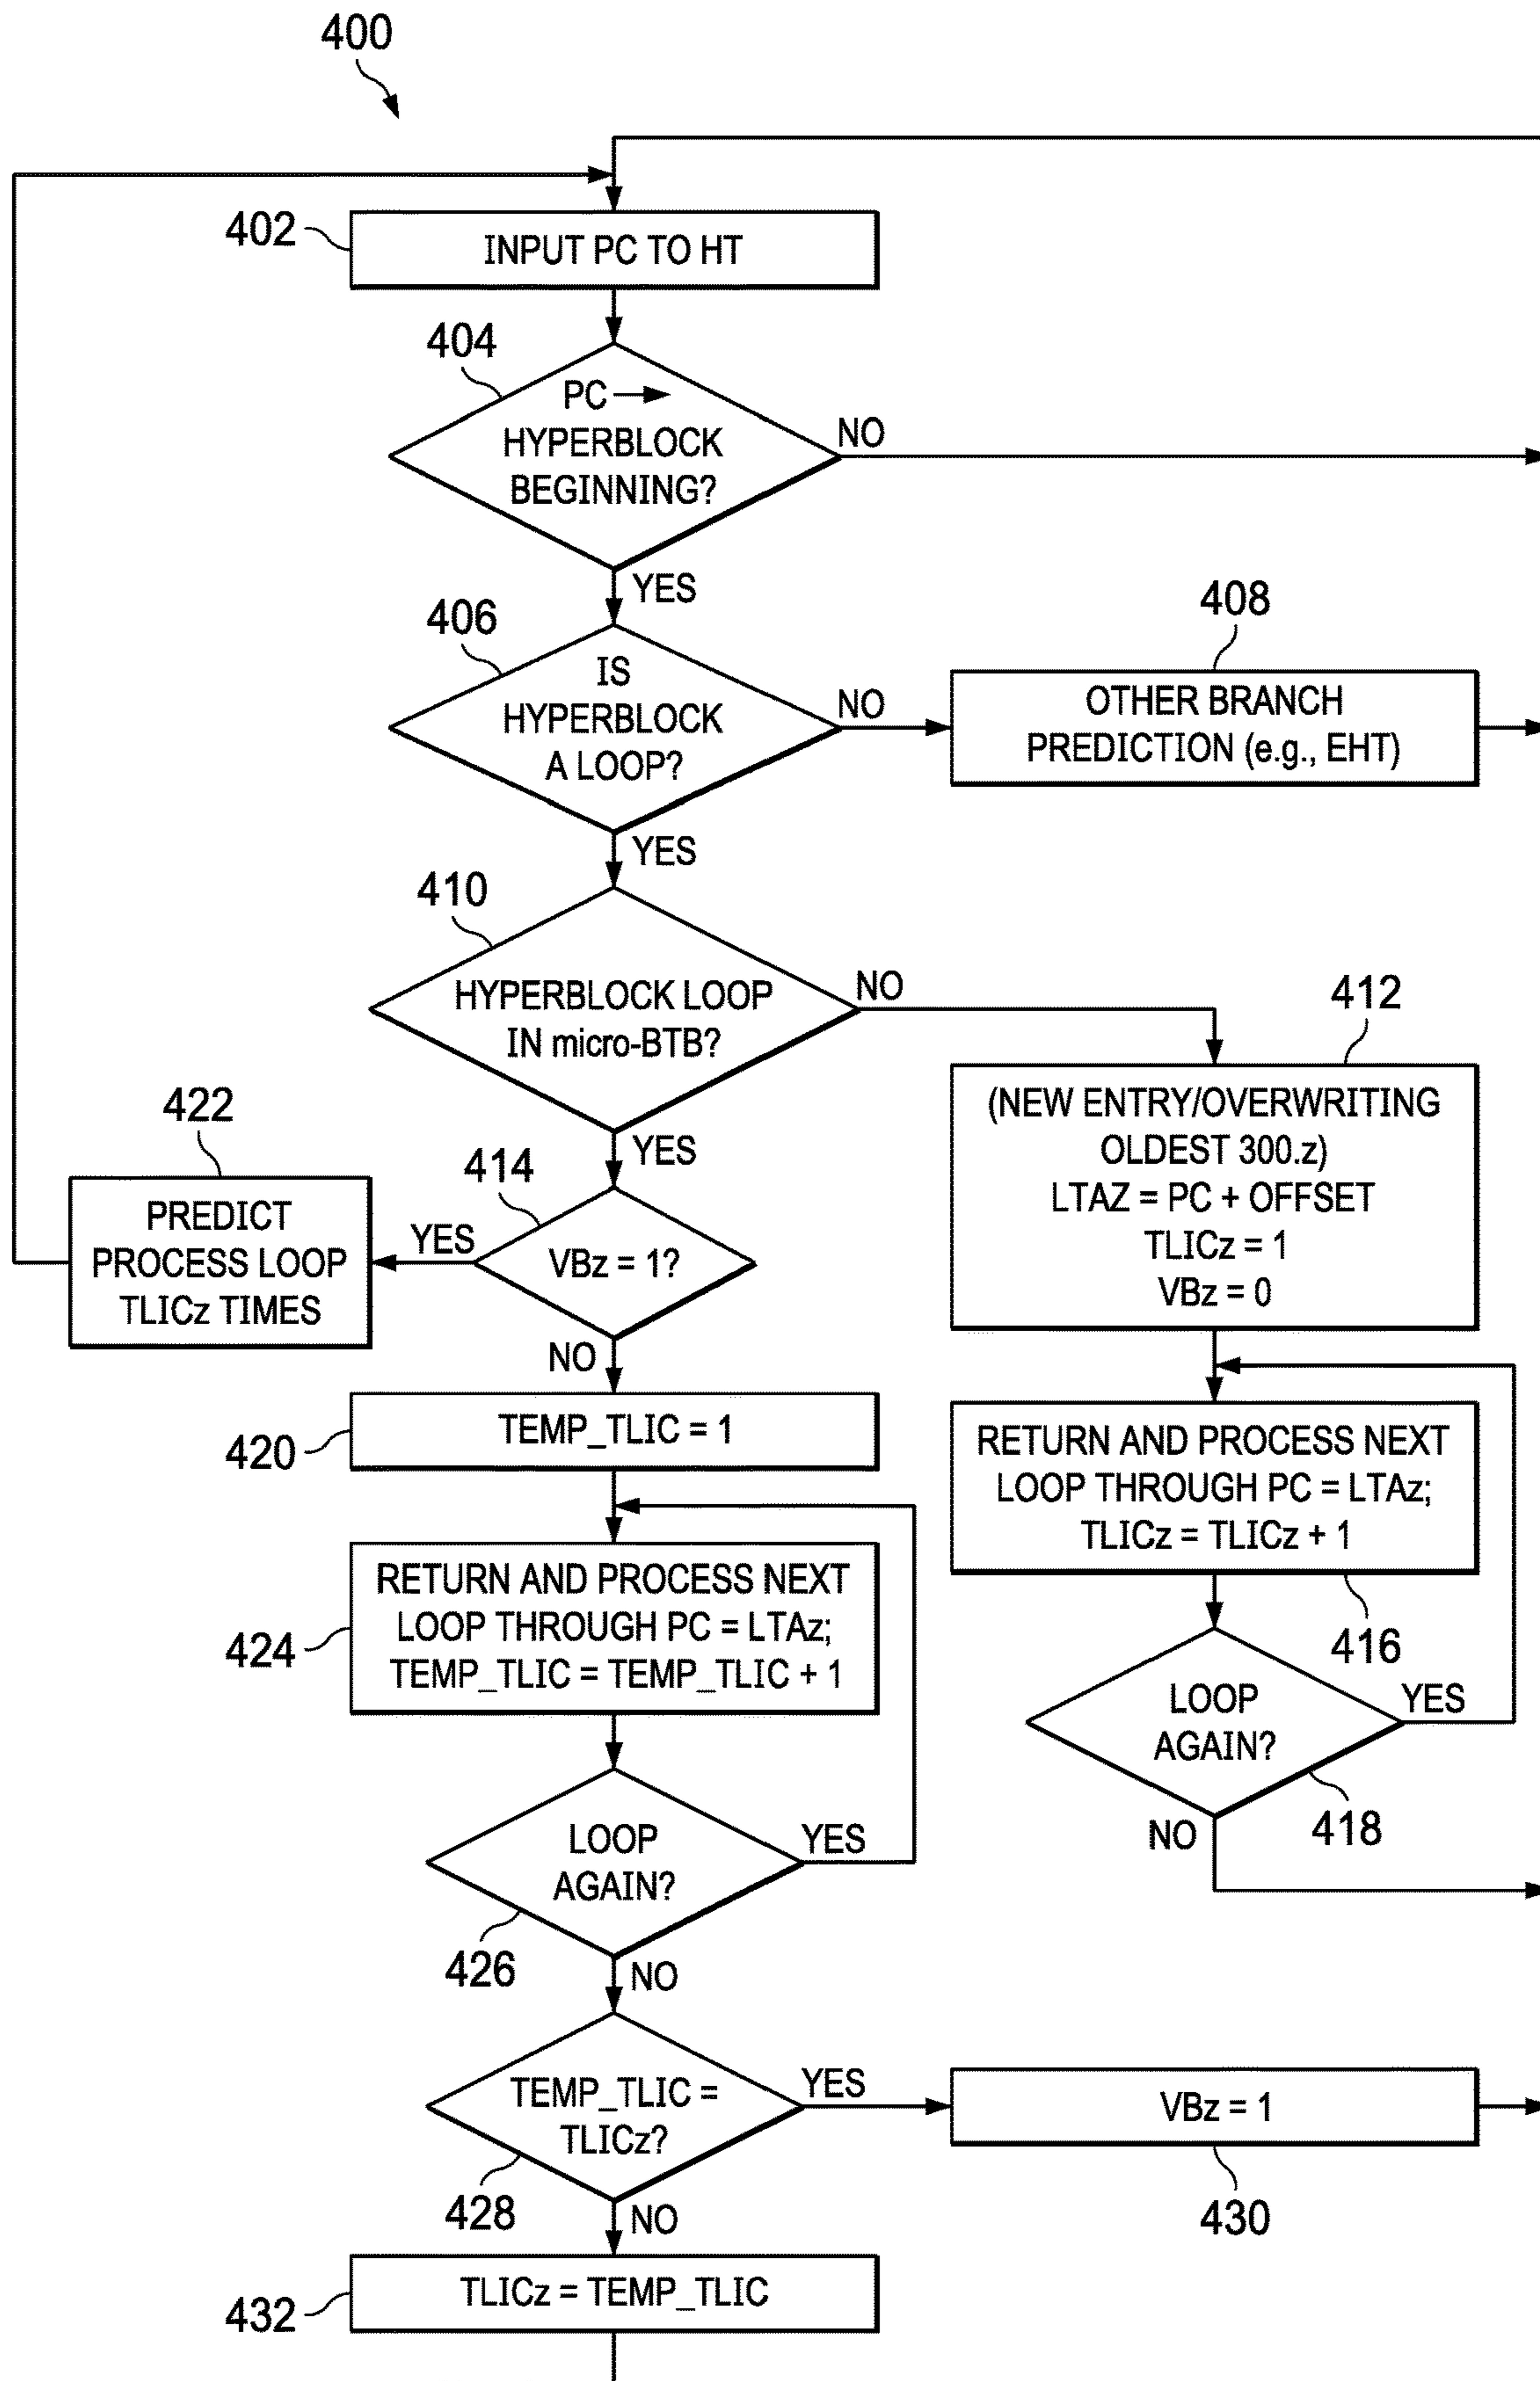 400
402
INPUT PC TO HT
404
PC →
HYPERBLOCK
BEGINNING?
NO
YES
406
IS
HYPERBLOCK
A LOOP?
NO
408
OTHER BRANCH
PREDICTION (e.g., EHT)
YES
410
HYPERBLOCK LOOP
IN micro-BTB?
NO
412
(NEW ENTRY/OVERWRITING
OLDEST 300.z)
LTAZ = PC + OFFSET
TLICz = 1
VBz = 0
YES
414
VBz = 1?
YES
422
PREDICT
PROCESS LOOP
TLICz TIMES
NO
420
TEMP_TLIC = 1
RETURN AND PROCESS NEXT
LOOP THROUGH PC = LTAz;
TLICz = TLICz + 1
416
424
RETURN AND PROCESS NEXT
LOOP THROUGH PC = LTAz;
TEMP_TLIC = TEMP_TLIC + 1
LOOP
AGAIN?
YES
418
NO
LOOP
AGAIN?
YES
426
NO
TEMP_TLIC =
TLICz?
YES
428
VBz = 1
430
NO
432
TLICz = TEMP_TLIC